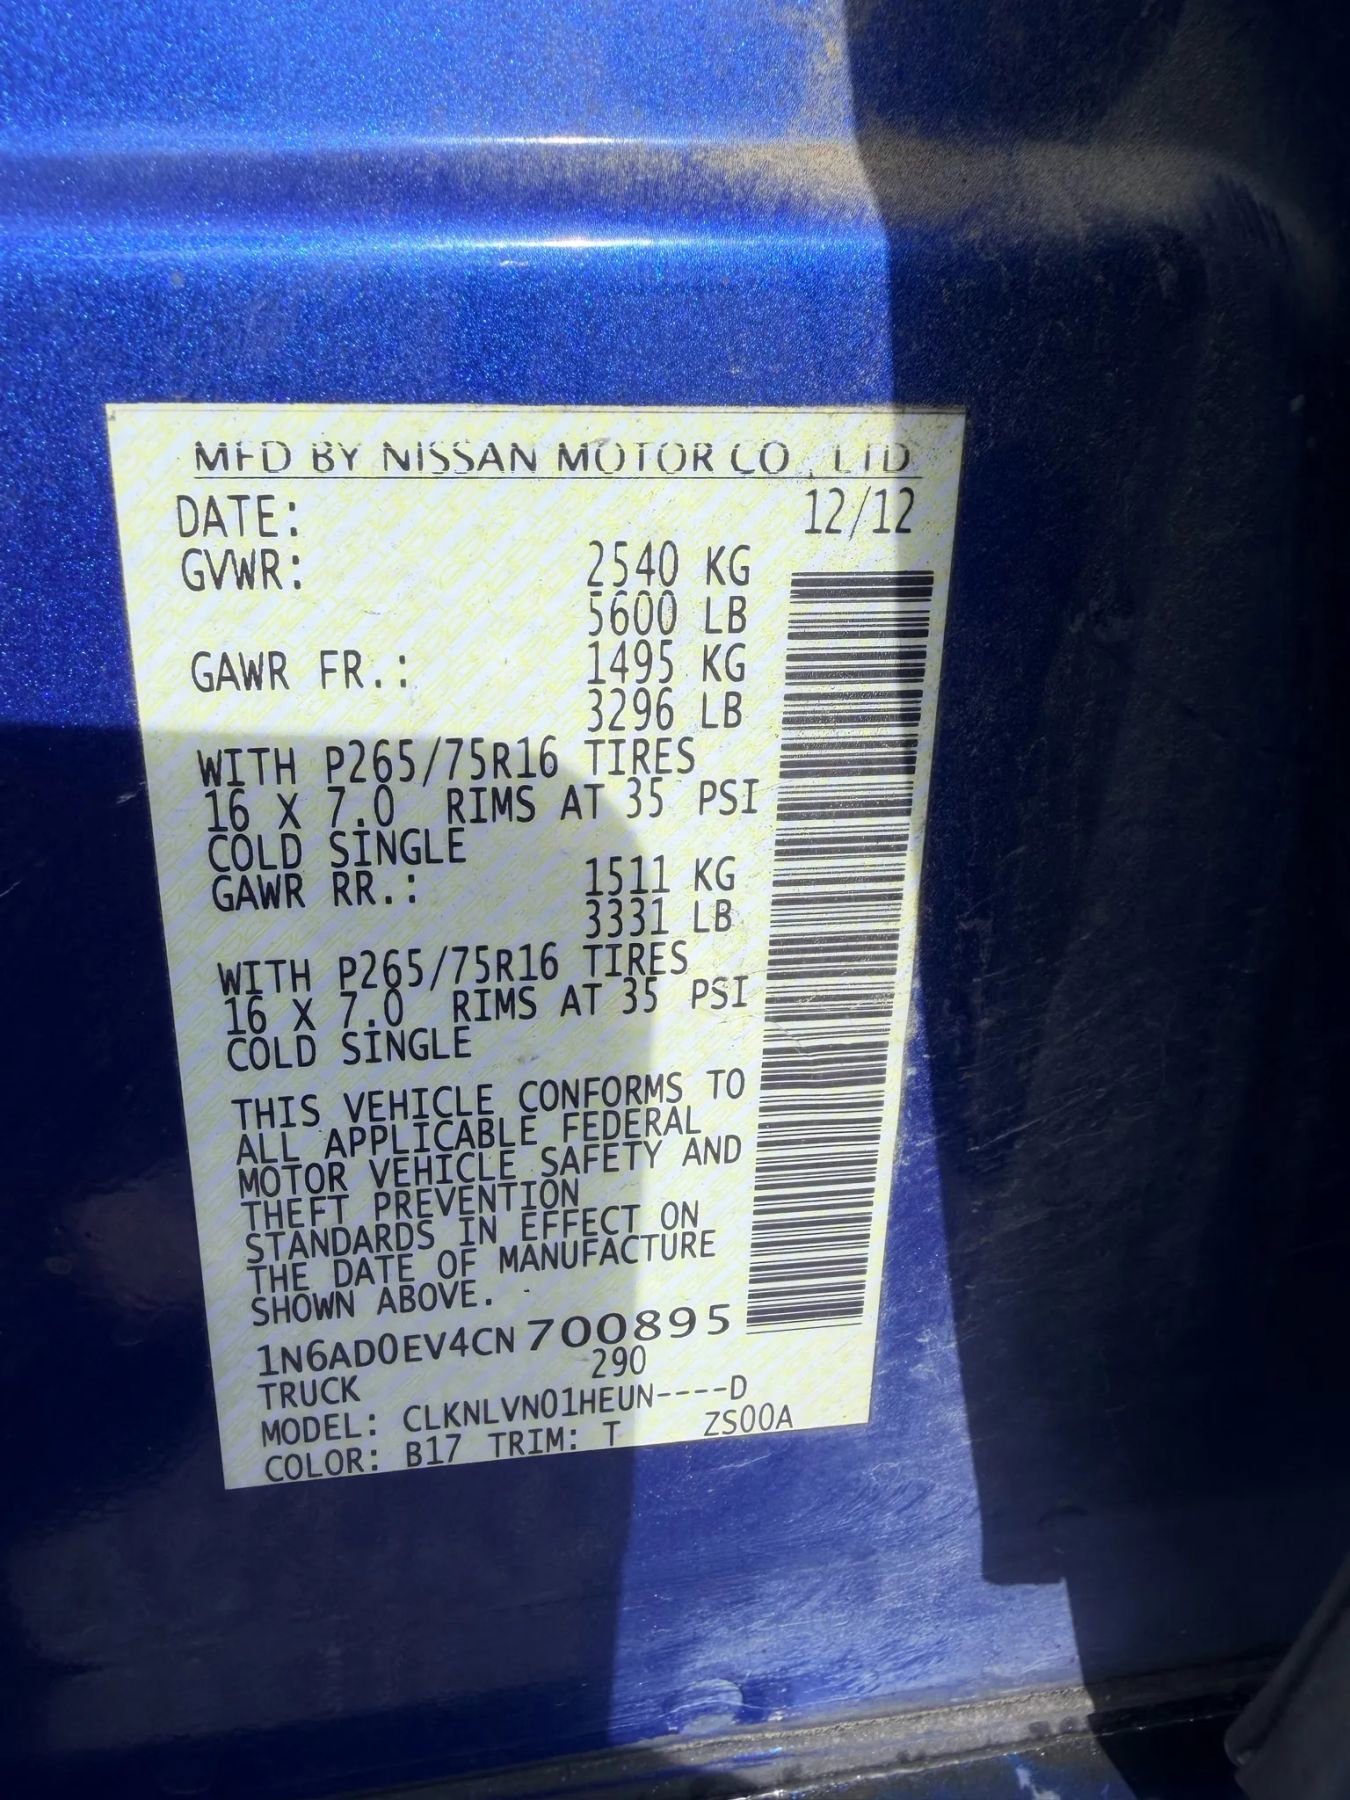 MFD BY NISSAN MOTOR CO., LTD.
DATE: 12/12
GVWR: 2540 KG
5600 LB
GAWR FR.: 1495 KG
3296 LB
WITH P265/75R16 TIRES
16 X 7.0 RIMS AT 35 PSI
COLD SINGLE
GAWR RR.: 1511 KG
3331 LB
WITH P265/75R16 TIRES
16 X 7.0 RIMS AT 35 PSI
COLD SINGLE
THIS VEHICLE CONFORMS TO
ALL APPLICABLE FEDERAL
MOTOR VEHICLE SAFETY AND
THEFT PREVENTION
STANDARDS IN EFFECT ON
THE DATE OF MANUFACTURE
SHOWN ABOVE.
1N6AD0EV4CN700895
TRUCK 290
MODEL: CLKNLVN01HEUN----D
COLOR: B17 TRIM: T ZS00A